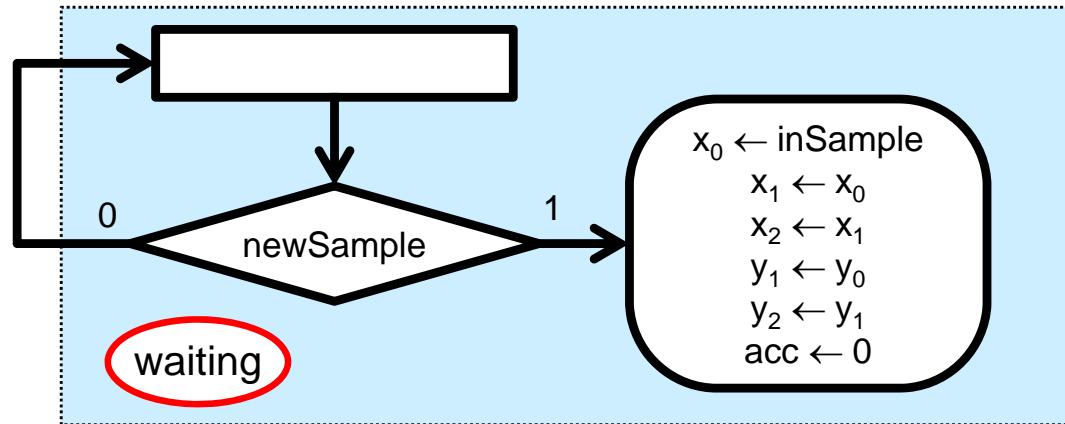 0
newSample
1
x₀ ← inSample
x₁ ← x₀
x₂ ← x₁
y₁ ← y₀
y₂ ← y₁
acc ← 0
waiting